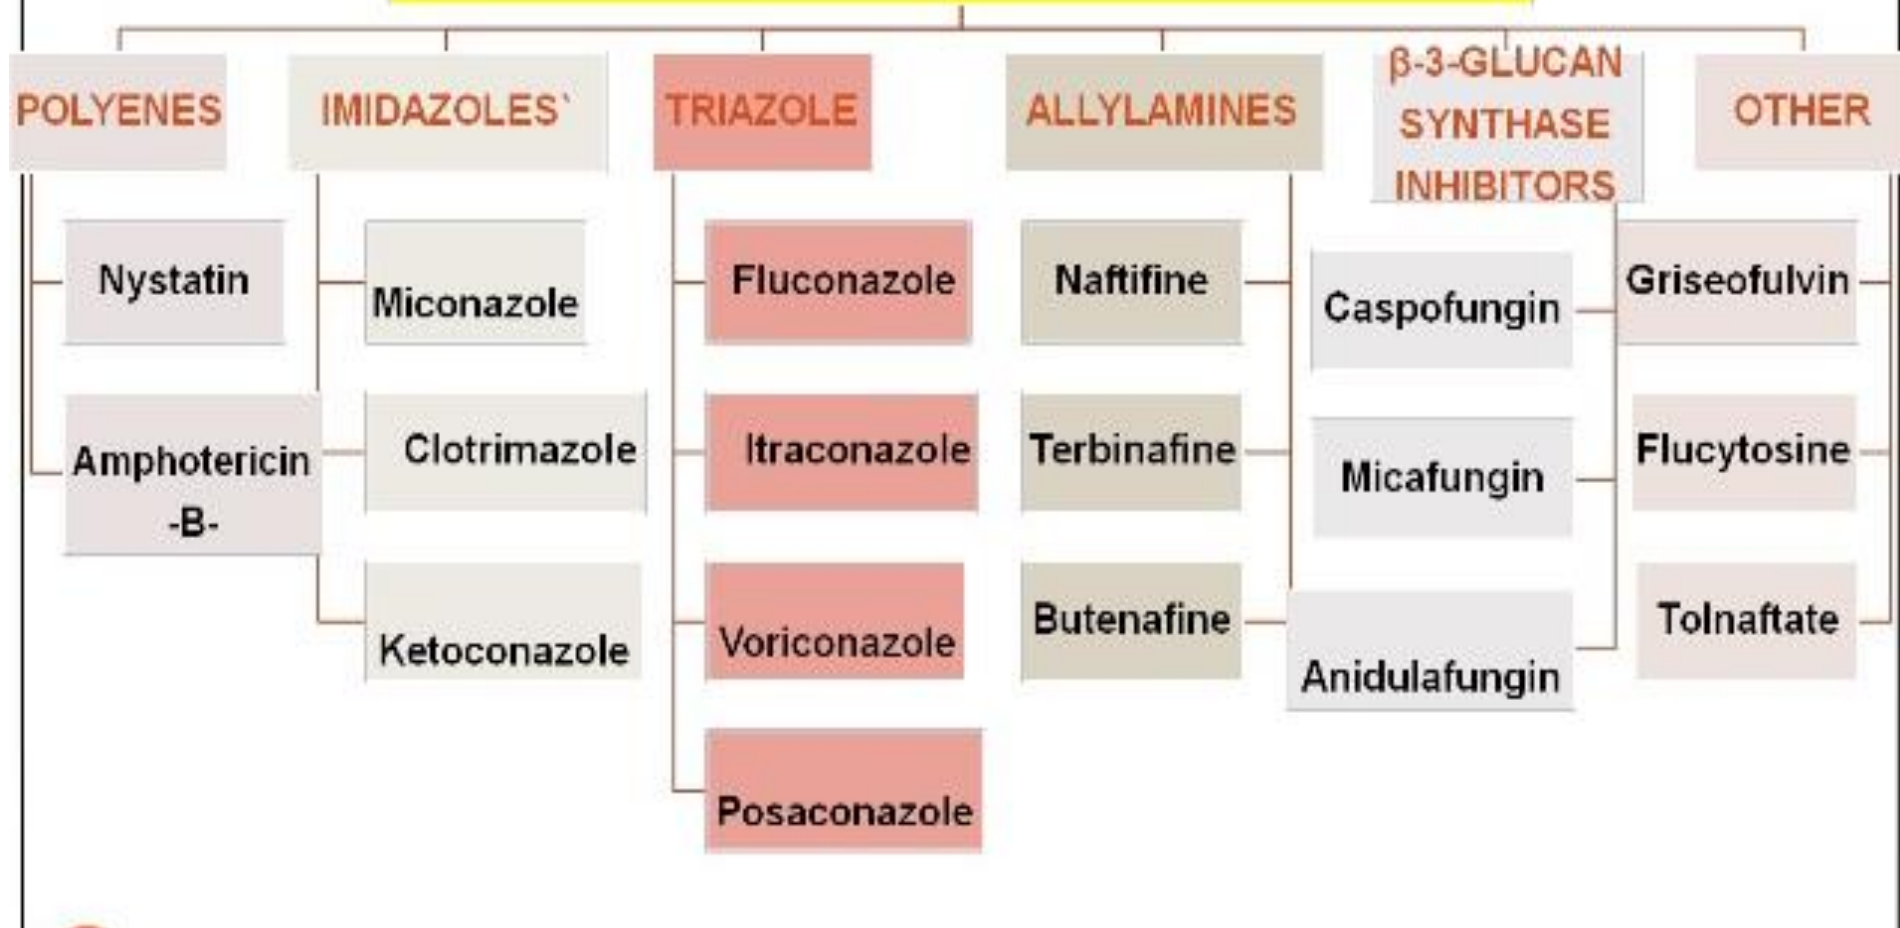 POLYENES
IMIDAZOLES`
TRIAZOLE
ALLYLAMINES
β-3-GLUCAN
SYNTHASE
INHIBITORS
OTHER
Nystatin
Amphotericin
-B-
Miconazole
Clotrimazole
Ketoconazole
Fluconazole
Itraconazole
Voriconazole
Posaconazole
Naftifine
Terbinafine
Butenafine
Caspofungin
Micafungin
Anidulafungin
Griseofulvin
Flucytosine
Tolnaftate